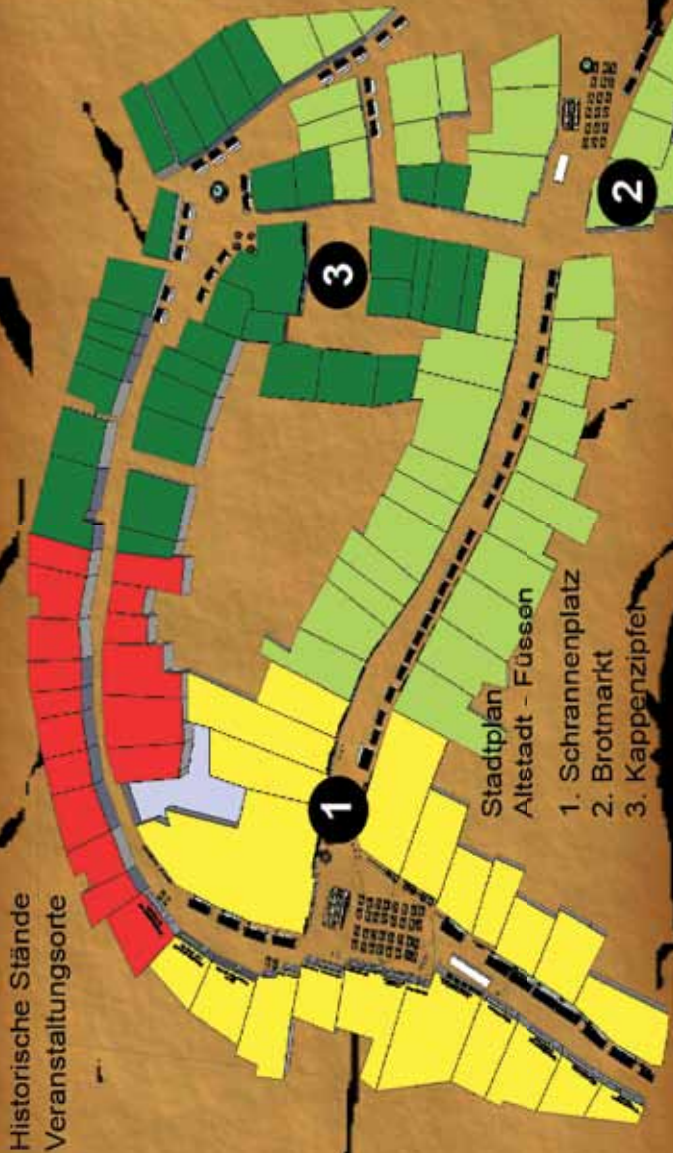 Historische Stände
Veranstaltungsorte
Stadtplan
Altstadt - Füssen
1. Schrannenplatz
2. Brotmarkt
3. Kappenzipfel
1
2
3